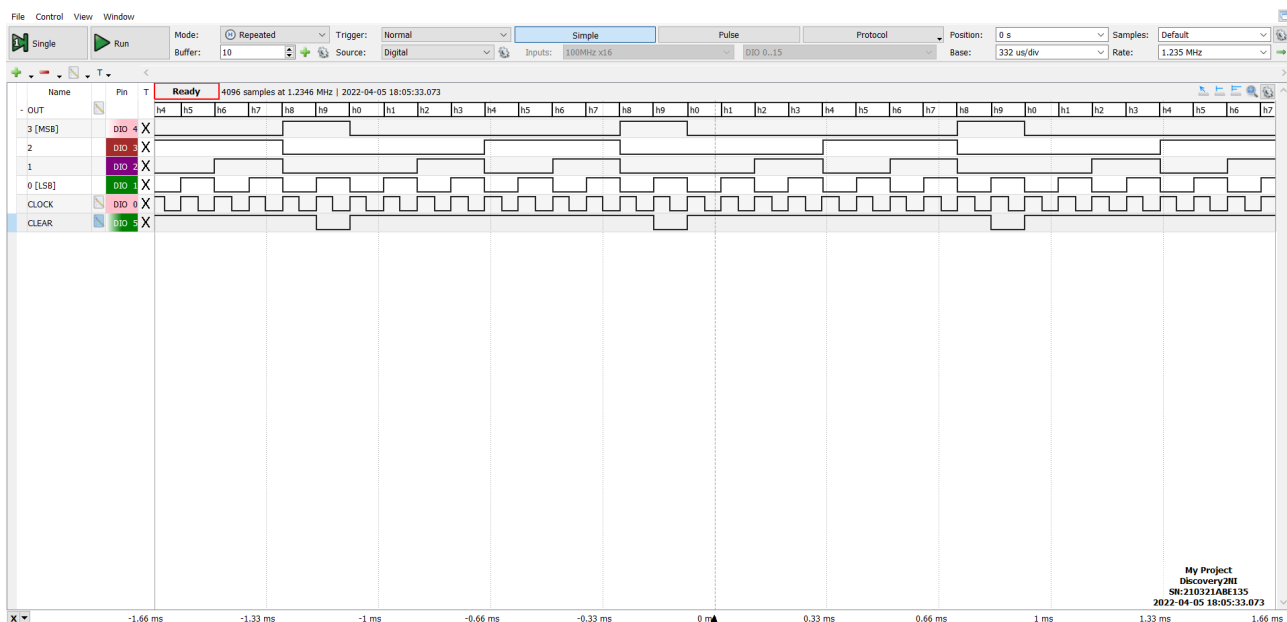 File Control View Window
Single Run Mode: Repeated Trigger: Normal Simple Pulse Protocol Position: 0 s Samples: Default
Buffer: 10 Source: Digital Inputs: 100MHz x16 DIO 0..15 Base: 332 us/div Rate: 1.235 MHz
T
Name Pin T Ready 4096 samples at 1.2346 MHz | 2022-04-05 18:05:33.073
- OUT h4 h5 h6 h7 h8 h9 h0 h1 h2 h3 h4 h5 h6 h7 h8 h9 h0 h1 h2 h3 h4 h5 h6 h7 h8 h9 h0 h1 h2 h3 h4 h5 h6 h7
3 [MSB] DIO 4 X
2 DIO 3 X
1 DIO 2 X
0 [LSB] DIO 1 X
CLOCK DIO 0 X
CLEAR DIO 5 X
My Project
Discovery2NI
SN:210321ABE135
2022-04-05 18:05:33.073
X -1.66 ms -1.33 ms -1 ms -0.66 ms -0.33 ms 0 ms 0.33 ms 0.66 ms 1 ms 1.33 ms 1.66 ms